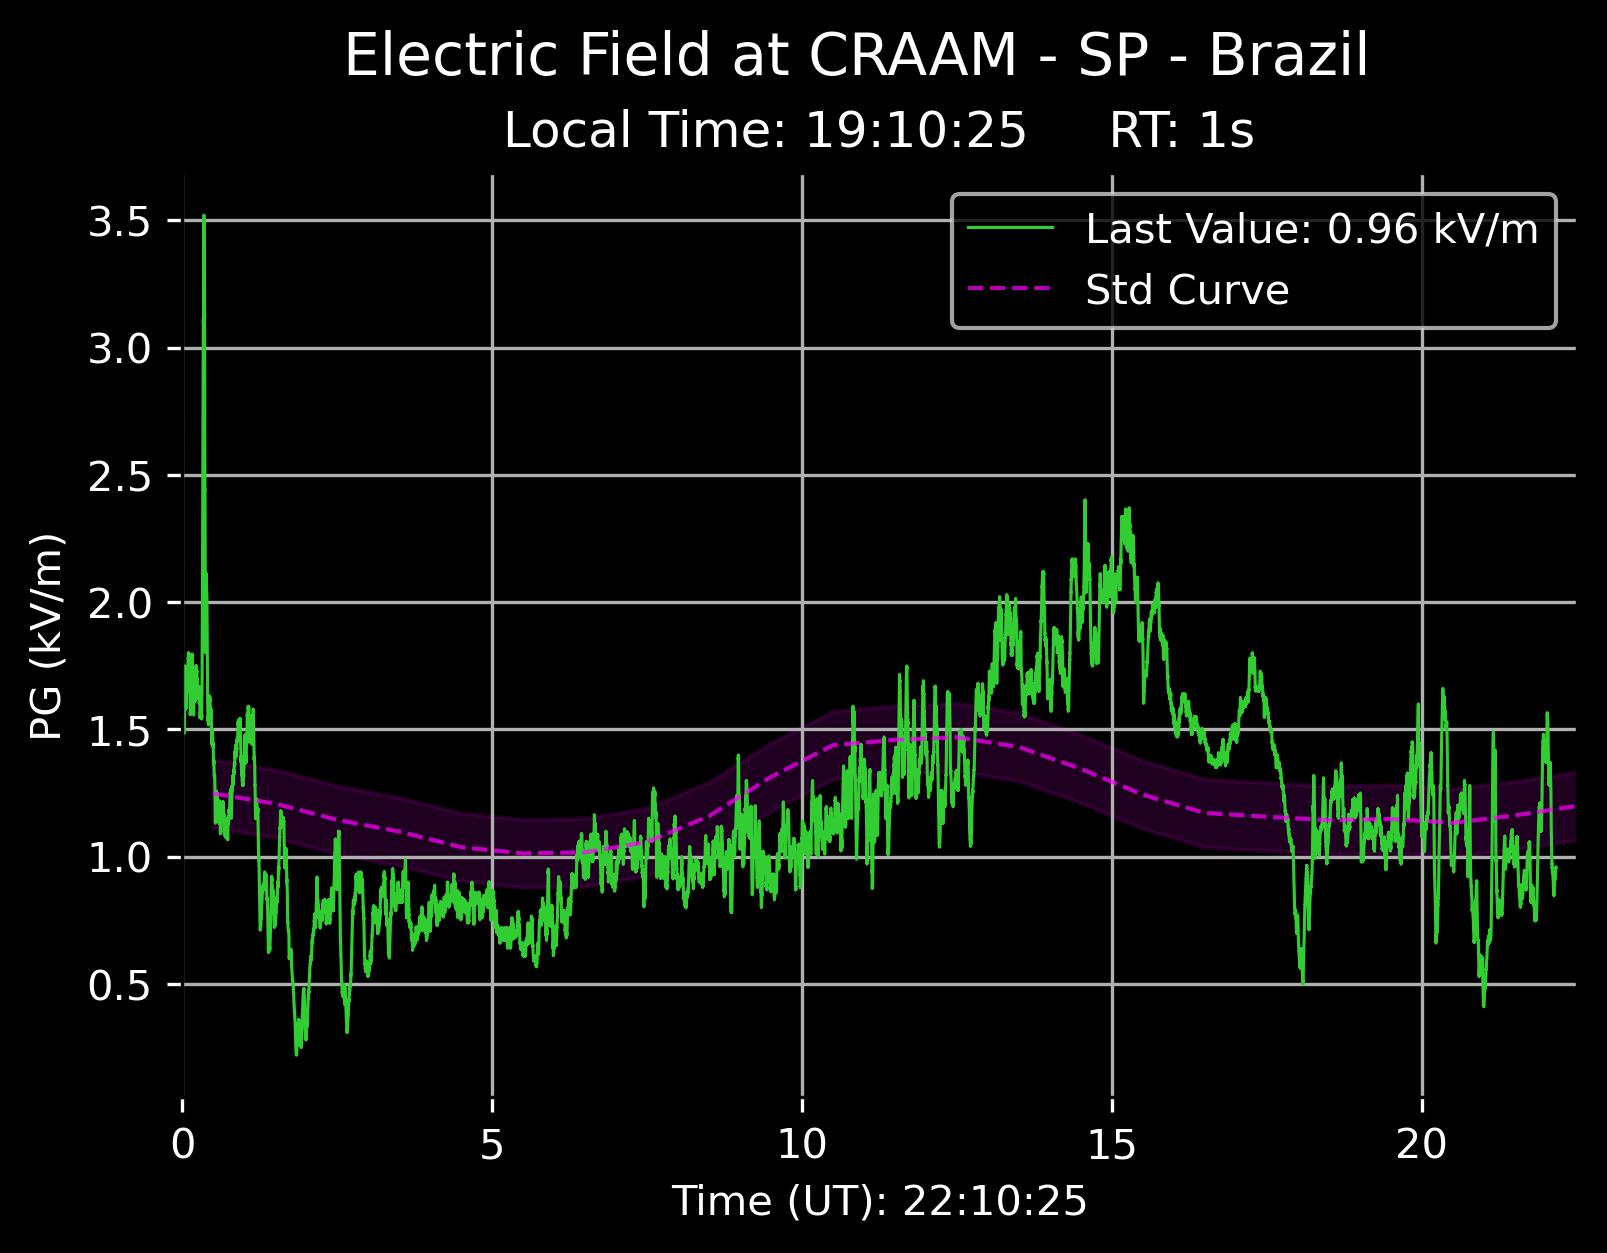 Electric Field at CRAAM - SP - Brazil
Local Time: 19:10:25 RT: 1s
Last Value: 0.96 kV/m
Std Curve
PG (kV/m)
3.5
3.0
2.5
2.0
1.5
1.0
0.5
0 5 10 15 20
Time (UT): 22:10:25